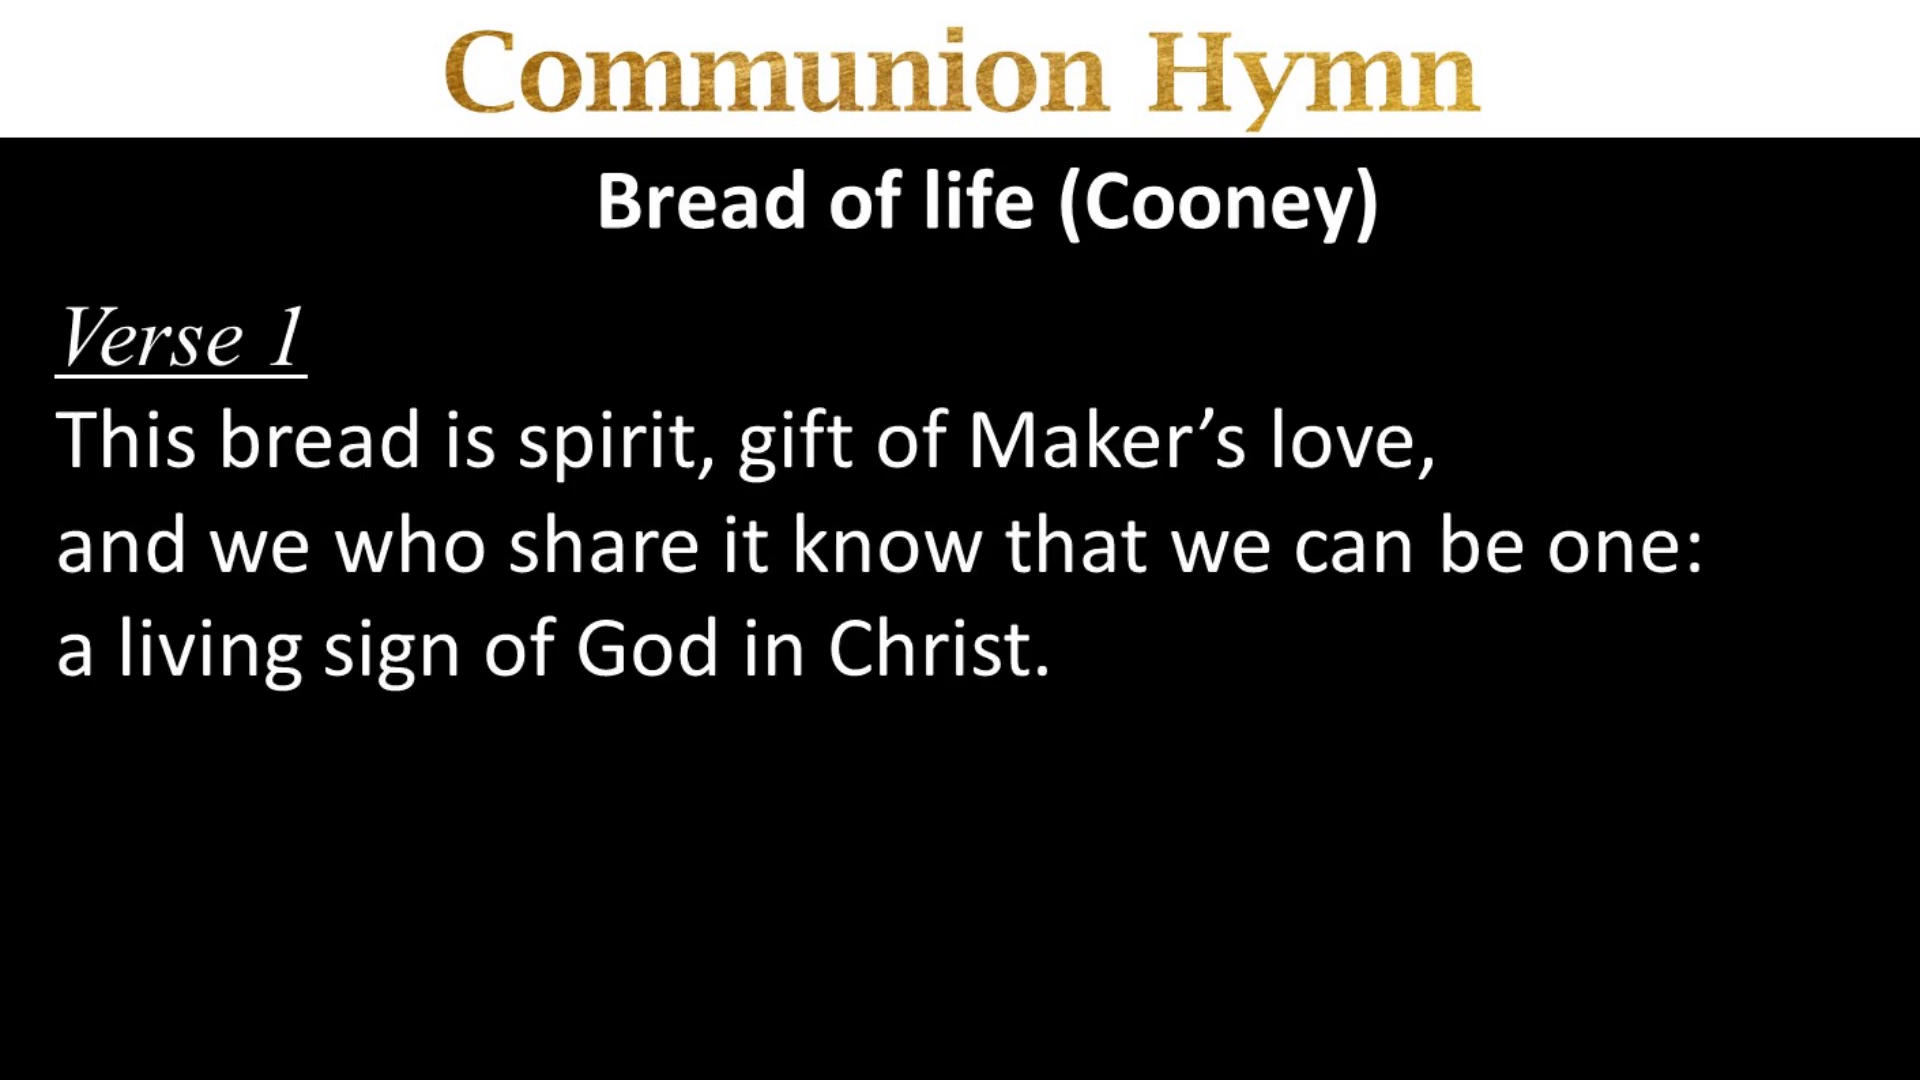 Communion Hymn
Bread of life (Cooney)
Verse 1
This bread is spirit, gift of Maker’s love,
and we who share it know that we can be one:
a living sign of God in Christ.